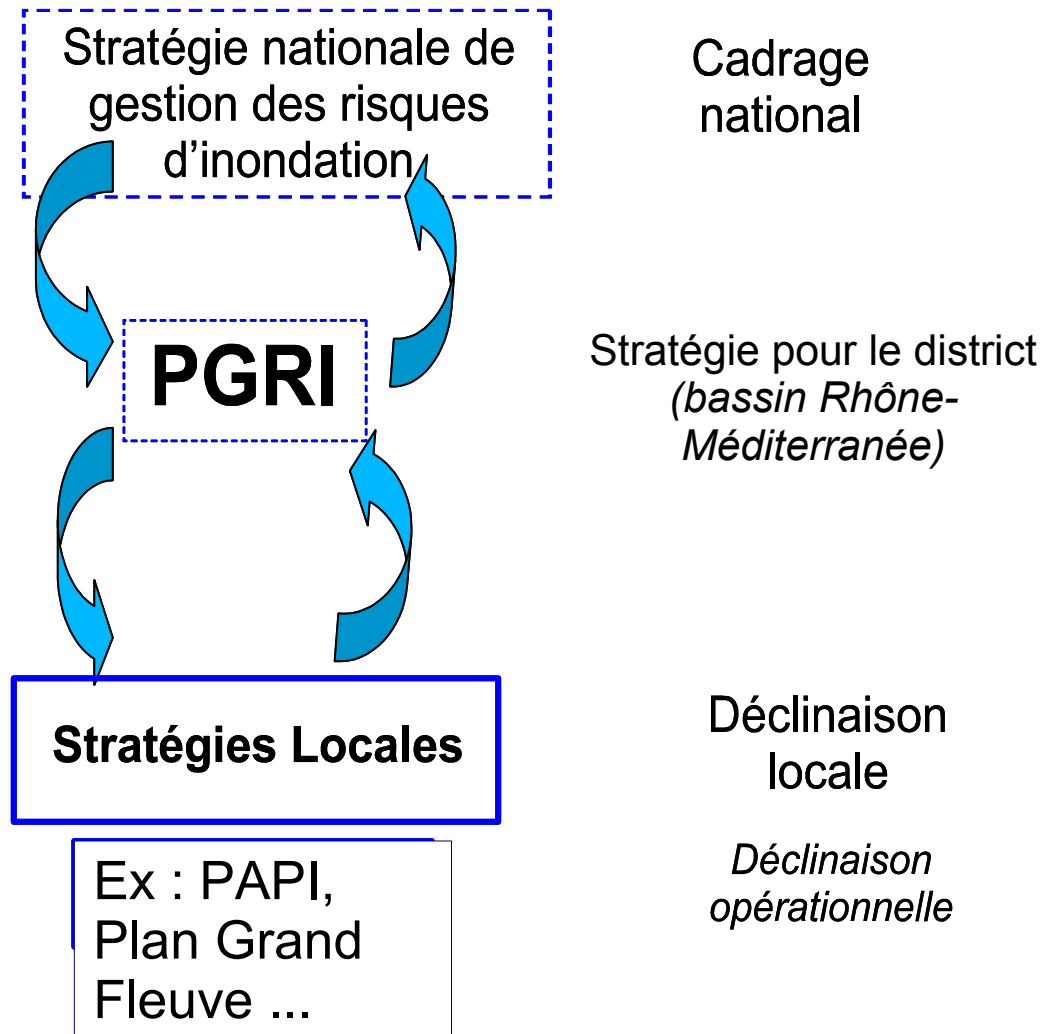 Stratégie nationale de
gestion des risques
d’inondation
Cadrage
national
PGRI
Stratégie pour le district
(bassin Rhône-
Méditerranée)
Stratégies Locales
Déclinaison
locale
Ex : PAPI,
Plan Grand
Fleuve ...
Déclinaison
opérationnelle